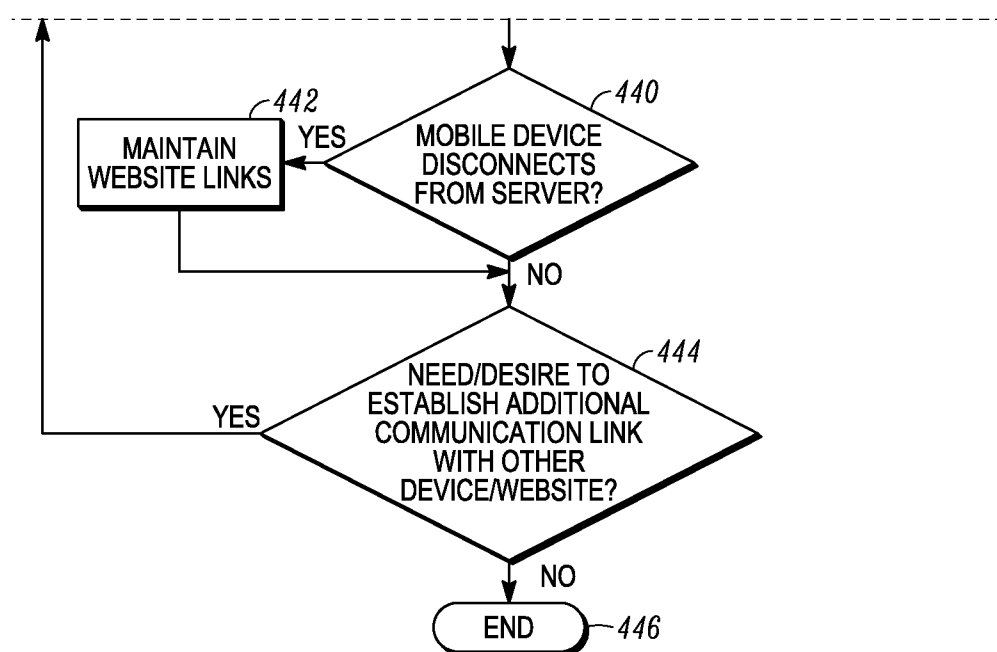 440
MOBILE DEVICE
DISCONNECTS
FROM SERVER?
442
YES
MAINTAIN
WEBSITE LINKS
NO
444
NEED/DESIRE TO
ESTABLISH ADDITIONAL
COMMUNICATION LINK
WITH OTHER
DEVICE/WEBSITE?
YES
NO
END
446